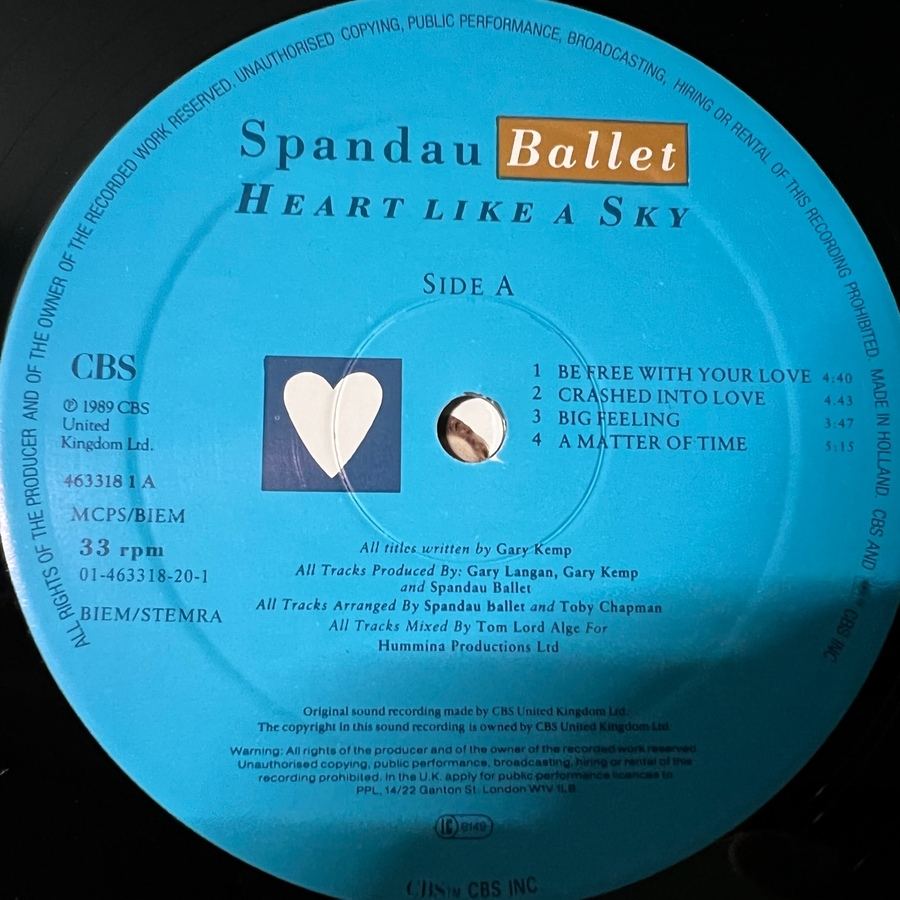 ALL RIGHTS OF THE PRODUCER AND OF THE OWNER OF THE RECORDED WORK RESERVED. UNAUTHORISED COPYING, PUBLIC PERFORMANCE, BROADCASTING, HIRING OR RENTAL OF THIS RECORDING PROHIBITED. MADE IN HOLLAND. CBS AND CBS INC
Spandau Ballet
HEART LIKE A SKY
SIDE A
CBS
℗ 1989 CBS
United
Kingdom Ltd.
463318 1 A
MCPS/BIEM
33 rpm
01-463318-20-1
BIEM/STEMRA
1 BE FREE WITH YOUR LOVE 4:40
2 CRASHED INTO LOVE 4.43
3 BIG FEELING 3:47
4 A MATTER OF TIME 5:15
All titles written by Gary Kemp
All Tracks Produced By: Gary Langan, Gary Kemp
and Spandau Ballet
All Tracks Arranged By Spandau Ballet and Toby Chapman
All Tracks Mixed By Tom Lord Alge For
Hummina Productions Ltd
Original sound recording made by CBS United Kingdom Ltd.
The copyright in this sound recording is owned by CBS United Kingdom Ltd
Warning: All rights of the producer and of the owner of the recorded work reserved.
Unauthorised copying, public performance, broadcasting, hiring or rental of this
recording prohibited. In the U.K. apply for public performance licences to
PPL, 14/22 Ganton St. London W1V 1LB
LC 0149
CBS CBS INC